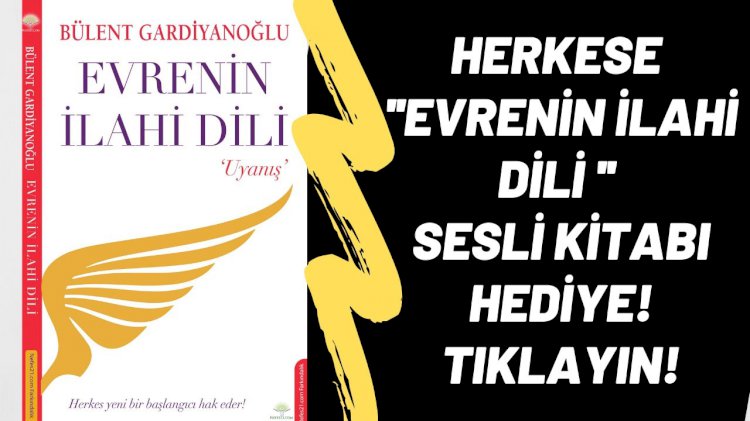 BÜLENT GARDİYANOĞLU EVRENİN İLAHİ DİLİ
BÜLENT GARDİYANOĞLU
EVRENİN
İLAHİ DİLİ
‘Uyanış’
Herkes yeni bir başlangıcı hak eder!
HERKESE
"EVRENİN İLAHİ
DİLİ "
SESLİ KİTABI
HEDİYE!
TIKLAYIN!